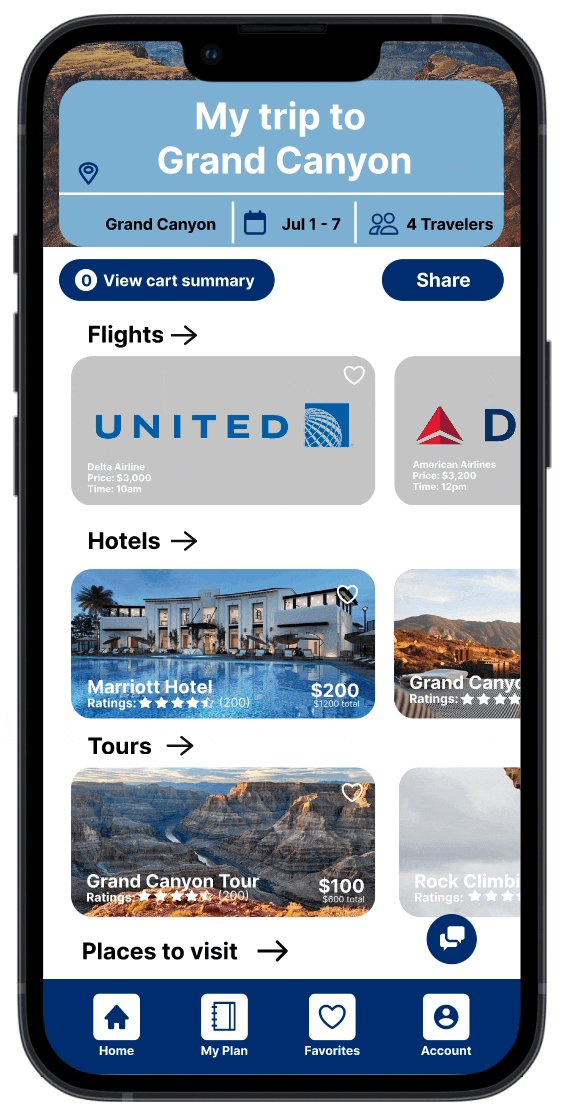 My trip to
Grand Canyon
Grand Canyon
Jul 1 - 7
4 Travelers
0 View cart summary
Share
Flights
UNITED
Delta Airline
Price: $3,000
Time: 10am
D
American Airlines
Price: $3,200
Time: 12pm
Hotels
Marriott Hotel
Ratings: (200)
$200
$1200 total
Grand Canyo
Ratings:
Tours
Grand Canyon Tour
Ratings: (200)
$100
$600 total
Rock Climbi
Ratings:
Places to visit
Home
My Plan
Favorites
Account